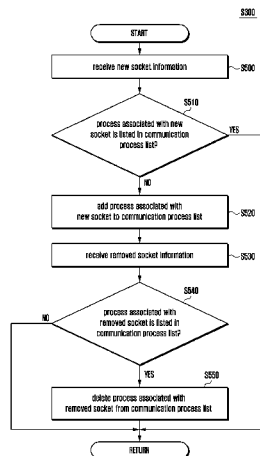 S300
START
receive new socket information
S500
S510
process associated with new
socket is listed in communication
process list?
YES
NO
add process associated with
new socket to communication process list
S520
receive removed socket information
S530
S540
process
associated with
removed socket is listed in
communication process list?
NO
YES
S550
delete process associated with
removed socket from communication process list
RETURN